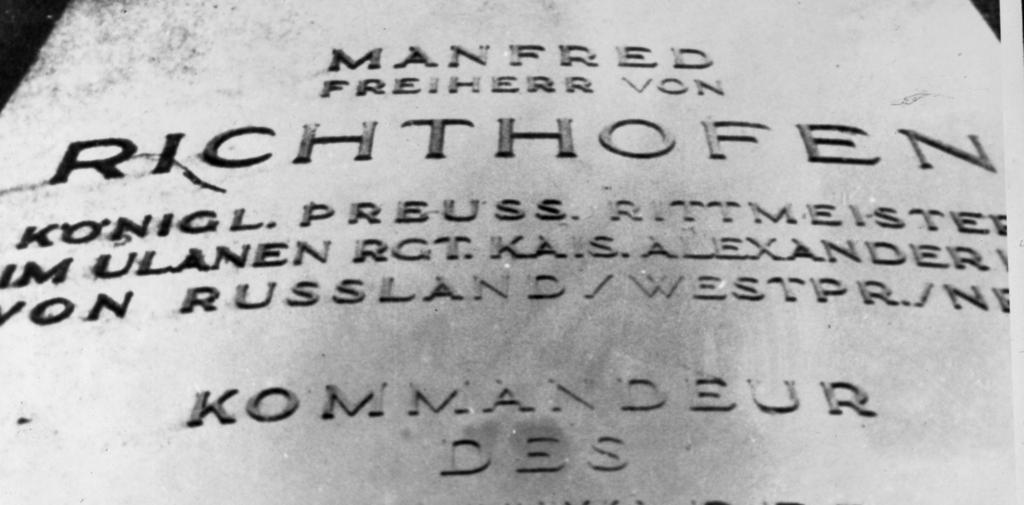 MANFRED
FREIHERR VON
RICHTHOFEN
KÖNIGL. PREUSS. RITTMEISTER
IM ULANEN RGT. KAIS. ALEXANDER
VON RUSSLAND/WESTPR./
KOMMANDEUR
DES